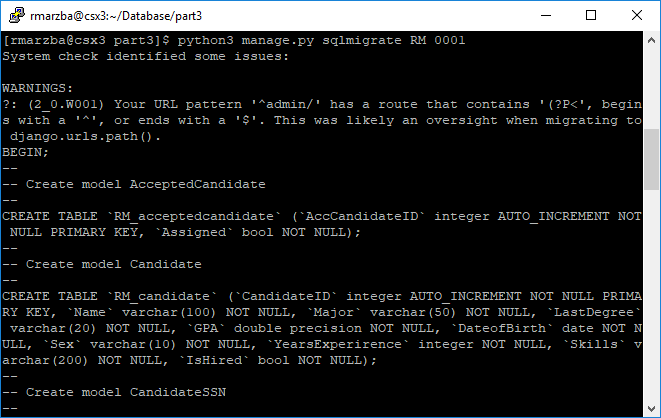 rmarzba@csx3:~/Database/part3
[rmarzba@csx3 part3]$ python3 manage.py sqlmigrate RM 0001
System check identified some issues:
WARNINGS:
?: (2_0.W001) Your URL pattern '^admin/' has a route that contains '(?P<', begin
s with a '^', or ends with a '$'. This was likely an oversight when migrating to
 django.urls.path().
BEGIN;
--
-- Create model AcceptedCandidate
--
CREATE TABLE `RM_acceptedcandidate` (`AccCandidateID` integer AUTO_INCREMENT NOT
 NULL PRIMARY KEY, `Assigned` bool NOT NULL);
--
-- Create model Candidate
--
CREATE TABLE `RM_candidate` (`CandidateID` integer AUTO_INCREMENT NOT NULL PRIMA
RY KEY, `Name` varchar(100) NOT NULL, `Major` varchar(50) NOT NULL, `LastDegree`
 varchar(20) NOT NULL, `GPA` double precision NOT NULL, `DateofBirth` date NOT N
ULL, `Sex` varchar(10) NOT NULL, `YearsExperirence` integer NOT NULL, `Skills` v
archar(200) NOT NULL, `IsHired` bool NOT NULL);
--
-- Create model CandidateSSN
--